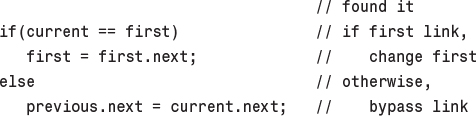 // found it
if(current == first) // if first link,
first = first.next; // change first
else // otherwise,
previous.next = current.next; // bypass link